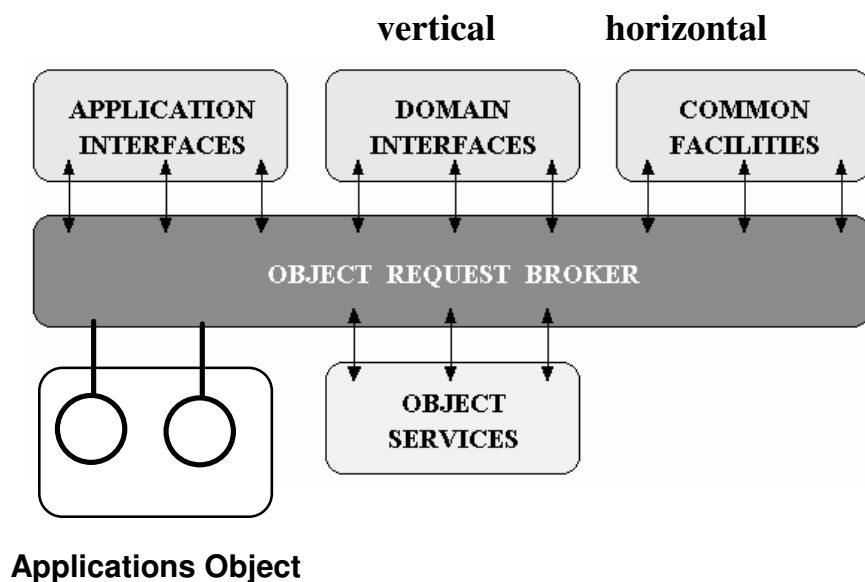 vertical horizontal
APPLICATION
INTERFACES
DOMAIN
INTERFACES
COMMON
FACILITIES
OBJECT REQUEST BROKER
OBJECT
SERVICES
Applications Object